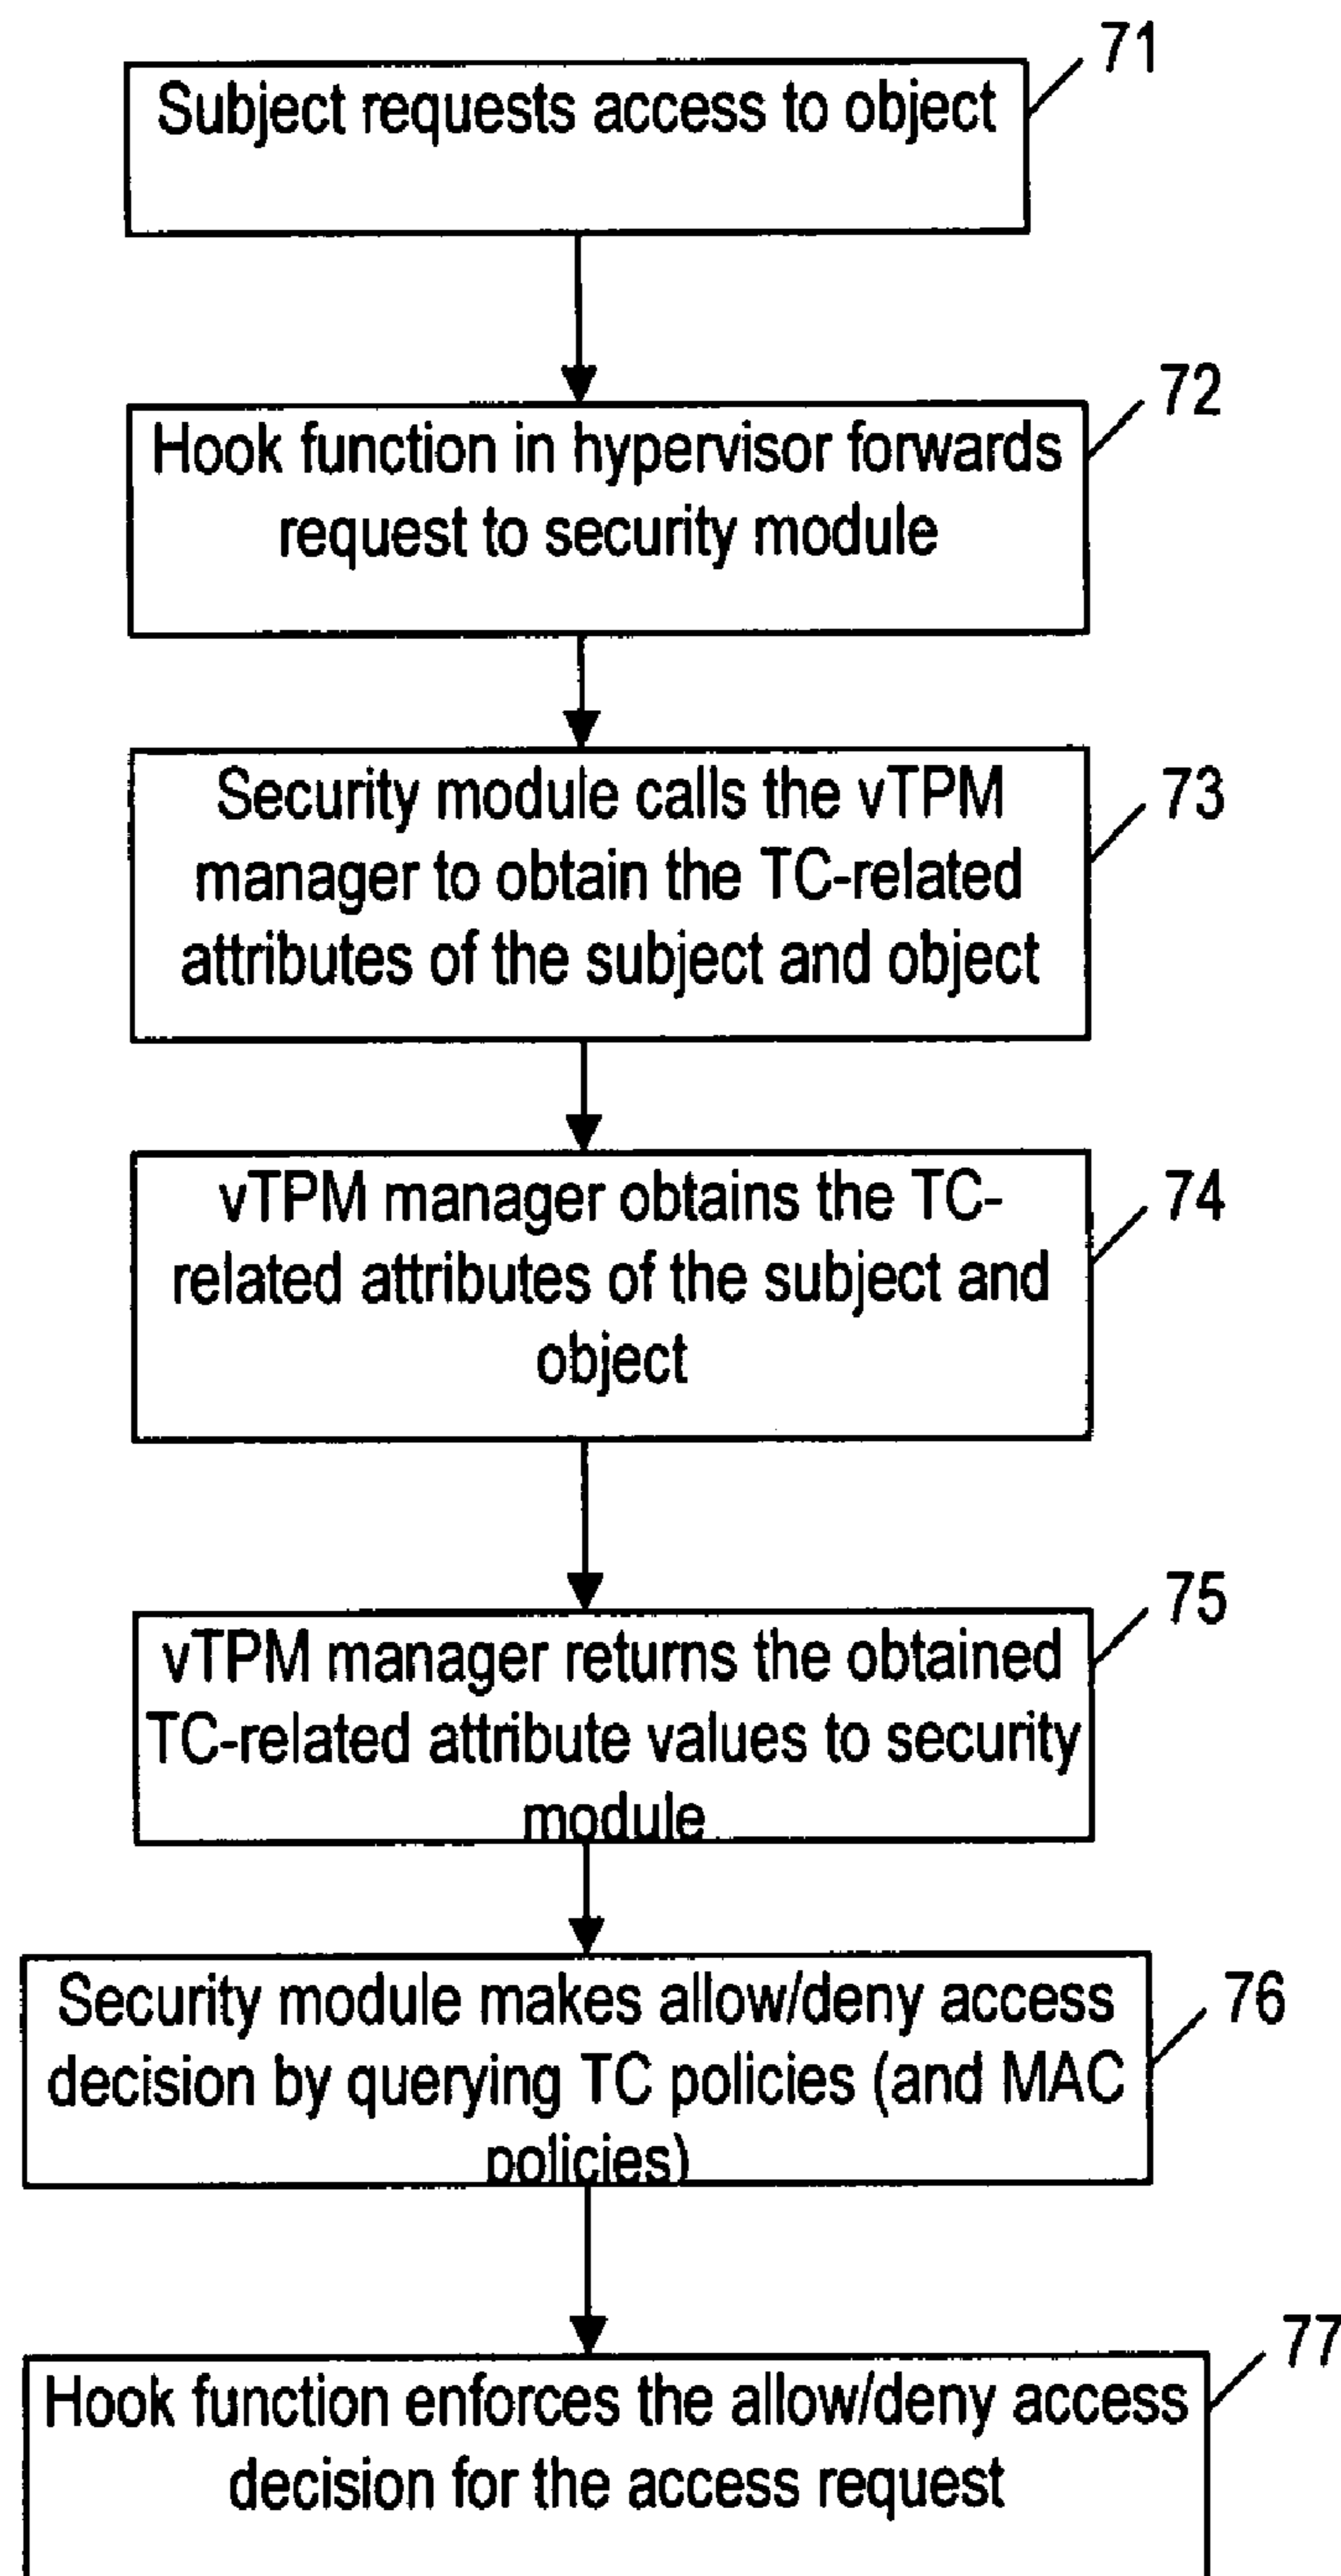 71
Subject requests access to object
72
Hook function in hypervisor forwards
request to security module
73
Security module calls the vTPM
manager to obtain the TC-related
attributes of the subject and object
74
vTPM manager obtains the TC-
related attributes of the subject and
object
75
vTPM manager returns the obtained
TC-related attribute values to security
module
76
Security module makes allow/deny access
decision by querying TC policies (and MAC
policies)
77
Hook function enforces the allow/deny access
decision for the access request